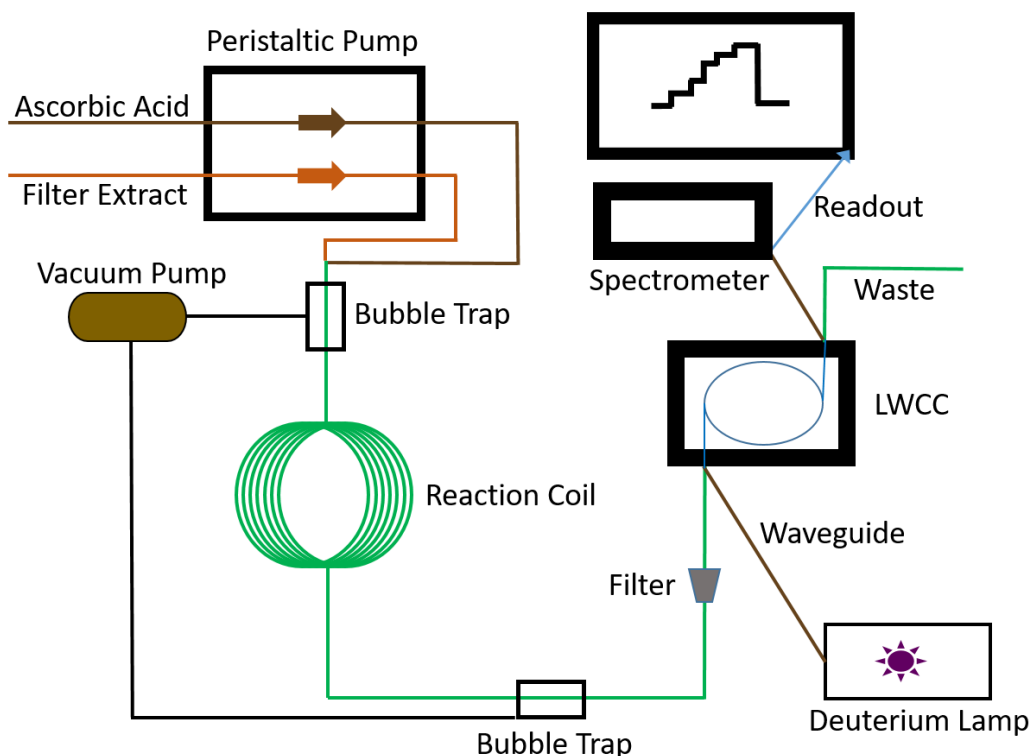 Peristaltic Pump
Ascorbic Acid
Filter Extract
Readout
Vacuum Pump
Spectrometer
Waste
Bubble Trap
LWCC
Reaction Coil
Waveguide
Filter
Deuterium Lamp
Bubble Trap